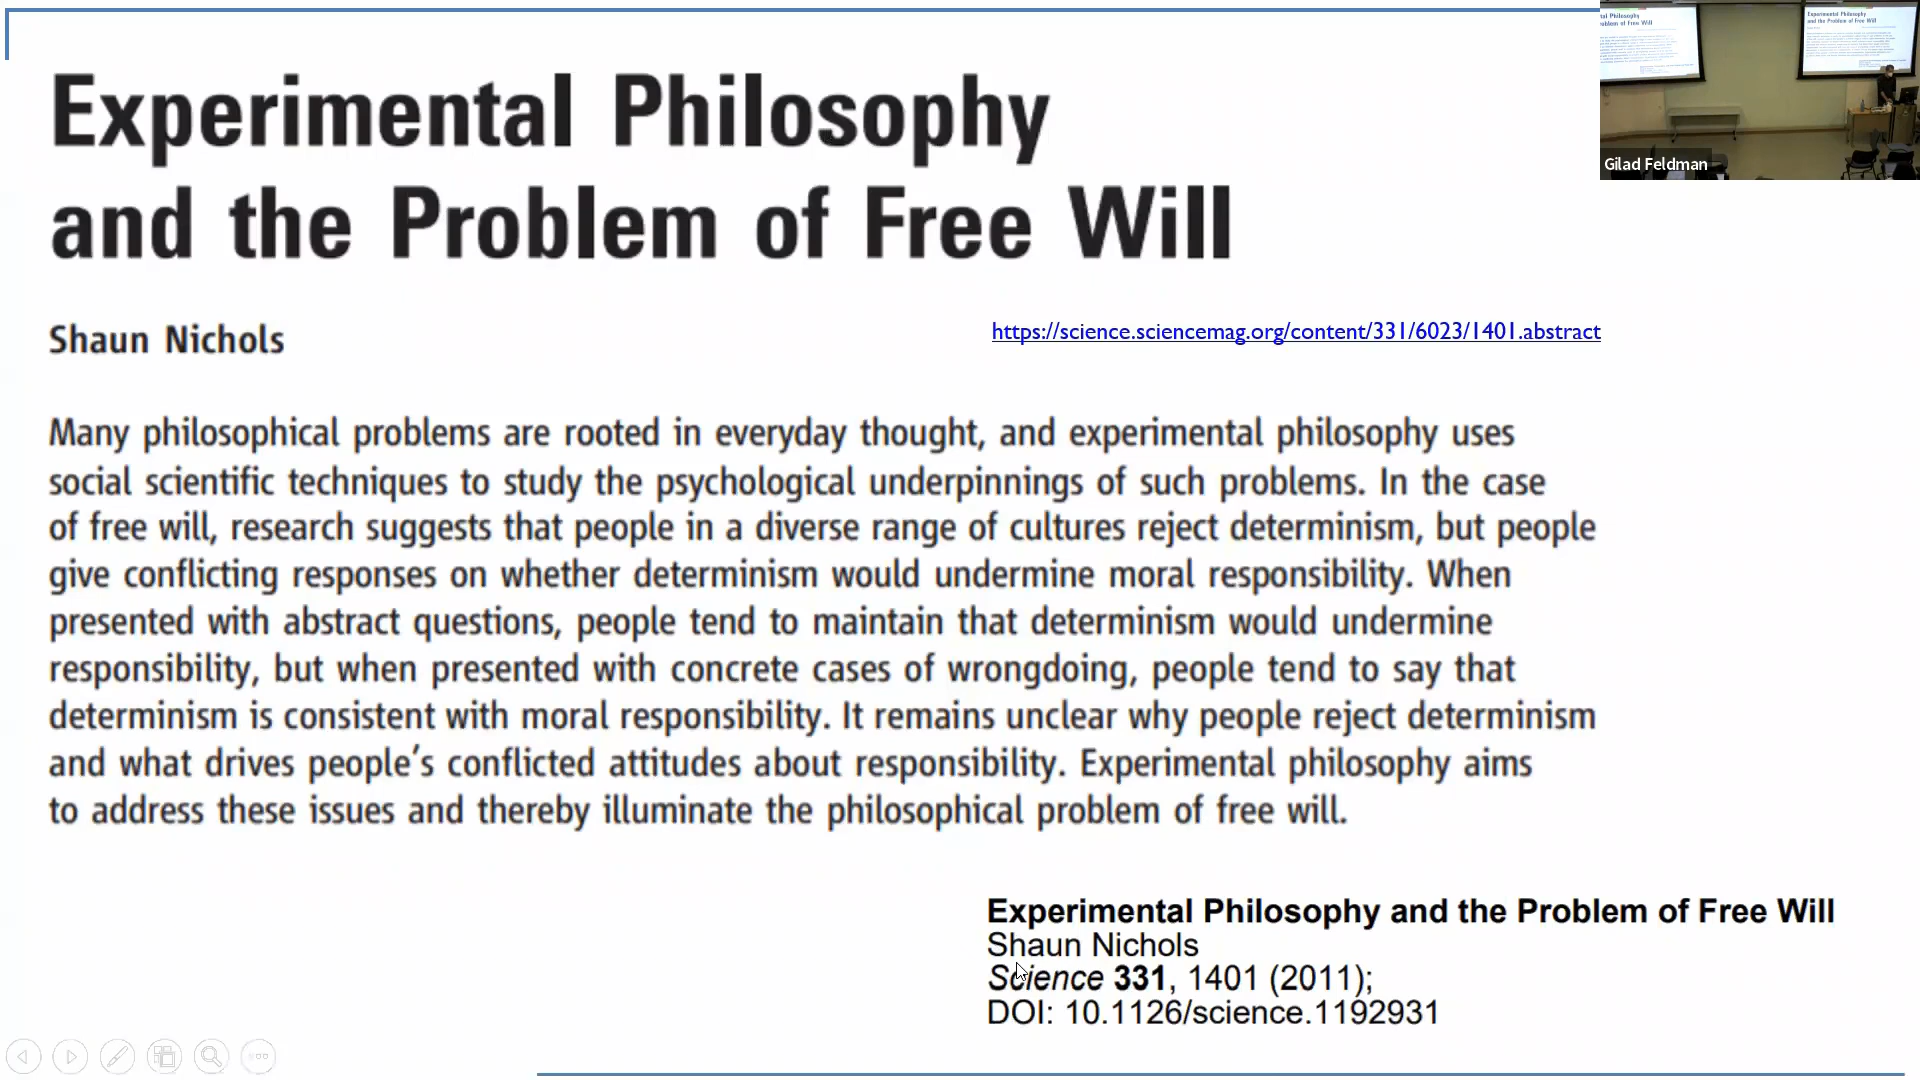 Experimental Philosophy
and the Problem of Free Will
Shaun Nichols
https://science.sciencemag.org/content/331/6023/1401.abstract
Many philosophical problems are rooted in everyday thought, and experimental philosophy uses
social scientific techniques to study the psychological underpinnings of such problems. In the case
of free will, research suggests that people in a diverse range of cultures reject determinism, but people
give conflicting responses on whether determinism would undermine moral responsibility. When
presented with abstract questions, people tend to maintain that determinism would undermine
responsibility, but when presented with concrete cases of wrongdoing, people tend to say that
determinism is consistent with moral responsibility. It remains unclear why people reject determinism
and what drives people’s conflicted attitudes about responsibility. Experimental philosophy aims
to address these issues and thereby illuminate the philosophical problem of free will.
Experimental Philosophy and the Problem of Free Will
Shaun Nichols
Science 331, 1401 (2011);
DOI: 10.1126/science.1192931
Experimental Philosophy
and the Problem of Free Will
Gilad Feldman